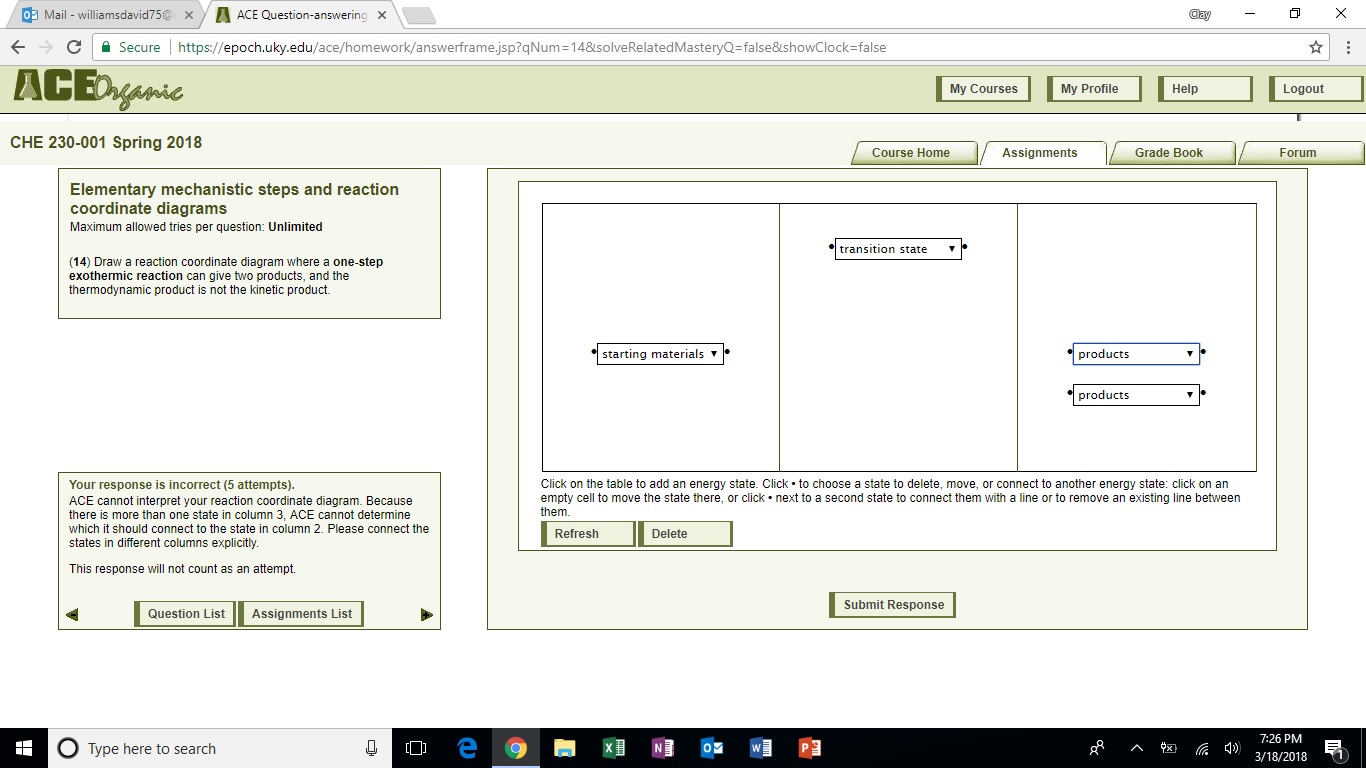 Mail - williamsdavid75@
ACE Question-answering
Clay
Secure
https://epoch.uky.edu/ace/homework/answerframe.jsp?qNum=14&solveRelatedMasteryQ=false&showClock=false
ACE Organic
My Courses
My Profile
Help
Logout
CHE 230-001 Spring 2018
Course Home
Assignments
Grade Book
Forum
Elementary mechanistic steps and reaction
coordinate diagrams
Maximum allowed tries per question: Unlimited
(14) Draw a reaction coordinate diagram where a one-step
exothermic reaction can give two products, and the
thermodynamic product is not the kinetic product.
transition state
starting materials
products
products
Click on the table to add an energy state. Click • to choose a state to delete, move, or connect to another energy state: click on an
empty cell to move the state there, or click • next to a second state to connect them with a line or to remove an existing line between
them.
Refresh
Delete
Submit Response
Your response is incorrect (5 attempts).
ACE cannot interpret your reaction coordinate diagram. Because
there is more than one state in column 3, ACE cannot determine
which it should connect to the state in column 2. Please connect the
states in different columns explicitly.
This response will not count as an attempt.
Question List
Assignments List
Type here to search
7:26 PM
3/18/2018
1